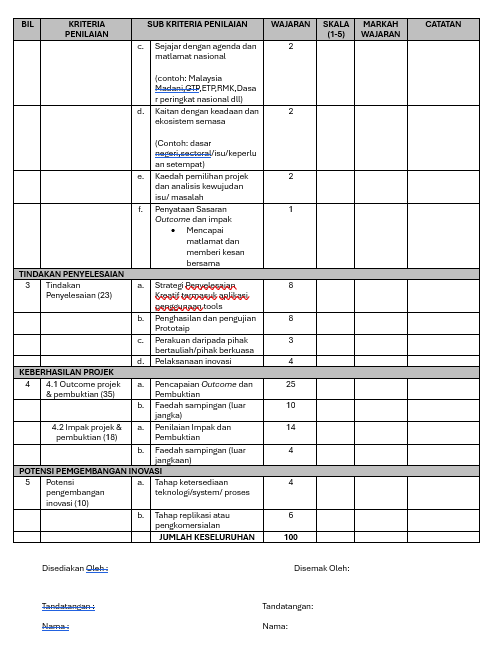 BIL KRITERIA PENILAIAN SUB KRITERIA PENILAIAN WAJARAN SKALA (1-5) MARKAH WAJARAN CATATAN
c. Sejajar dengan agenda dan 2
matlamat nasional
(contoh: Malaysia
Madani,GTP,ETP,RMK,Dasa
r peringkat nasional dll)
d. Kaitan dengan keadaan dan 2
ekosistem semasa
(Contoh: dasar
negeri,sectoral/isu/keperlu
an setempat)
e. Kaedah pemilihan projek 2
dan analisis kewujudan
isu/ masalah
f. Penyataan Sasaran 1
Outcome dan impak
• Mencapai
matlamat dan
memberi kesan
bersama
TINDAKAN PENYELESAIAN
3 Tindakan Penyelesaian (23) a. Strategi Penyelesaian 8
Kreatif termasuk aplikasi,
penggunaan tools
b. Penghasilan dan pengujian 8
Prototaip
c. Perakuan daripada pihak 3
bertauliah/pihak berkuasa
d. Pelaksanaan inovasi 4
KEBERHASILAN PROJEK
4 4.1 Outcome projek & pembuktian (35) a. Pencapaian Outcome dan 25
Pembuktian
b. Faedah sampingan (luar 10
jangka)
4.2 Impak projek & pembuktian (18) a. Penilaian Impak dan 14
Pembuktian
b. Faedah sampingan (luar 4
jangkaan)
POTENSI PEMGEMBANGAN INOVASI
5 Potensi pengembangan inovasi (10) a. Tahap ketersediaan 4
teknologi/system/ proses
b. Tahap replikasi atau 6
pengkomersialan
JUMLAH KESELURUHAN 100
Disediakan Oleh : Disemak Oleh:
Tandatangan : Tandatangan:
Nama : Nama: